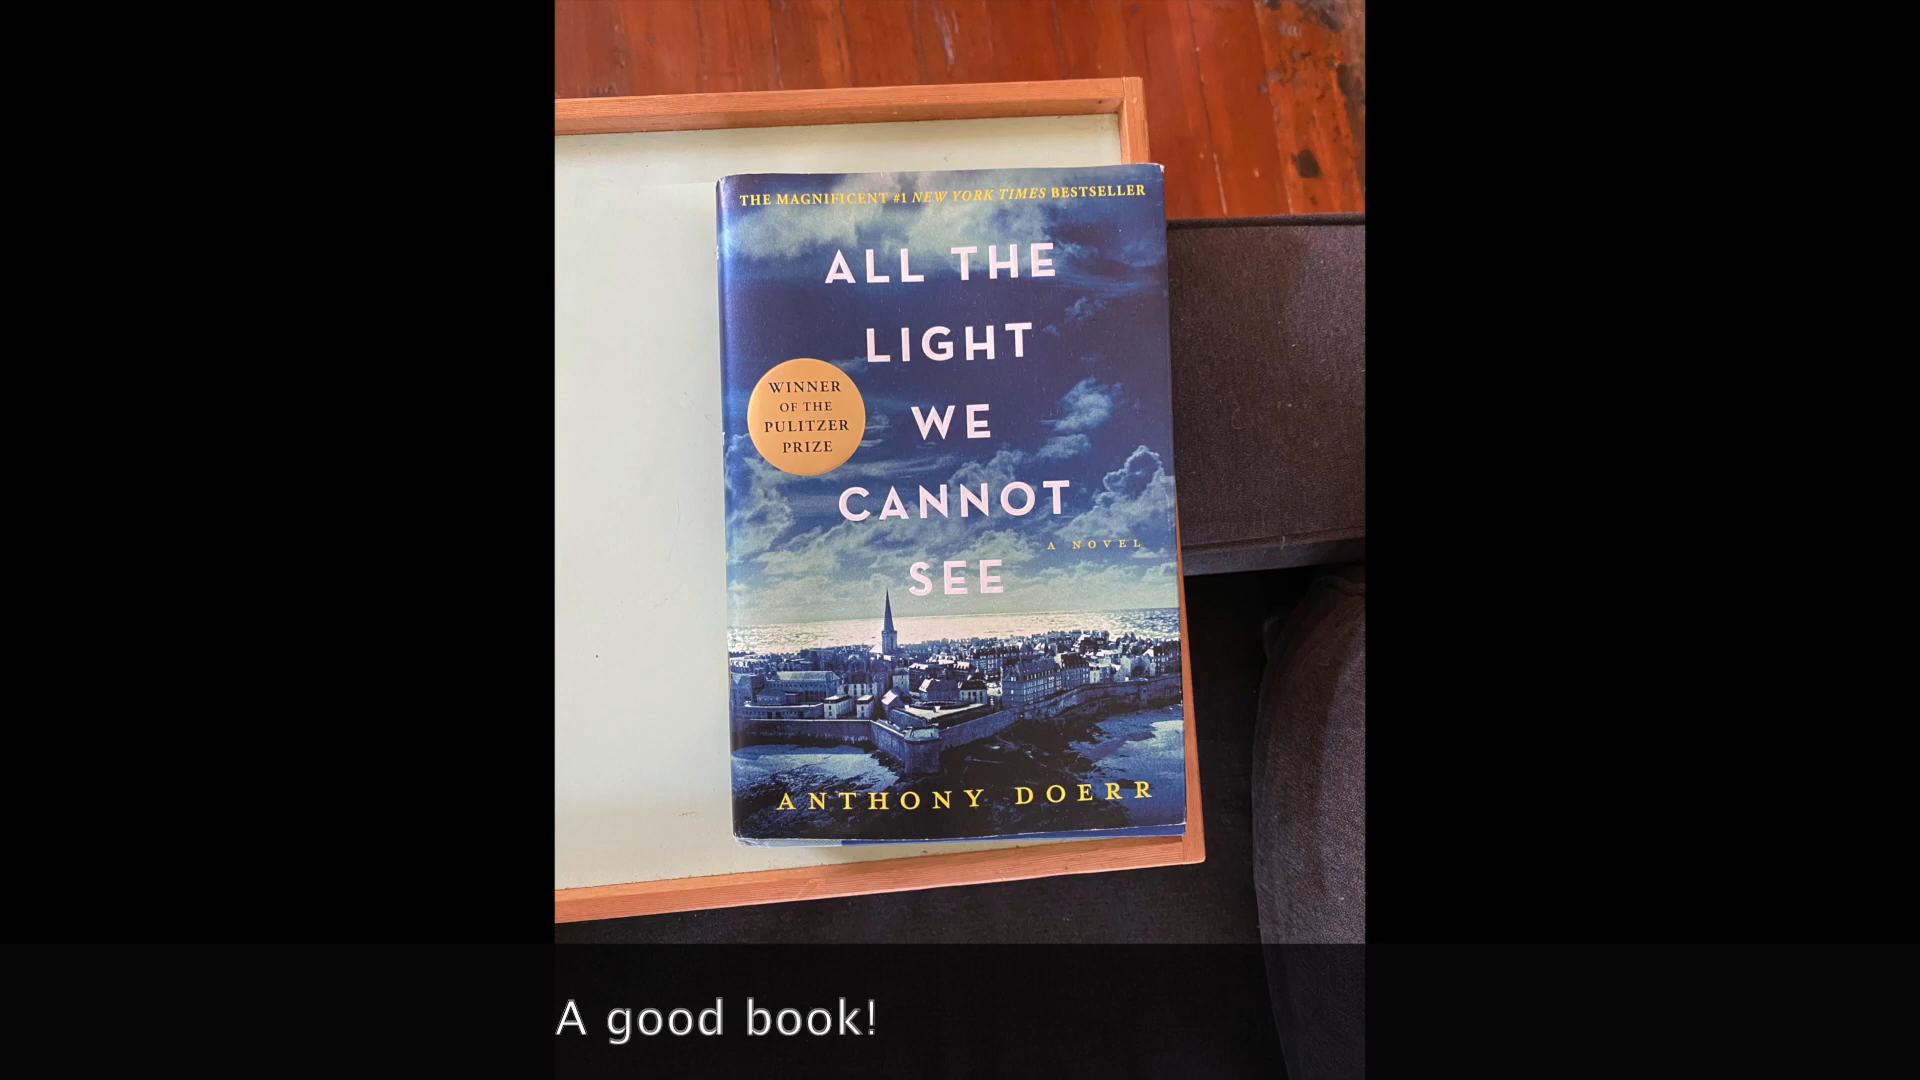 THE MAGNIFICENT #1 NEW YORK TIMES BESTSELLER
ALL THE
LIGHT
WE
CANNOT
SEE
WINNER
OF THE
PULITZER
PRIZE
A NOVEL
ANTHONY DOERR
A good book!